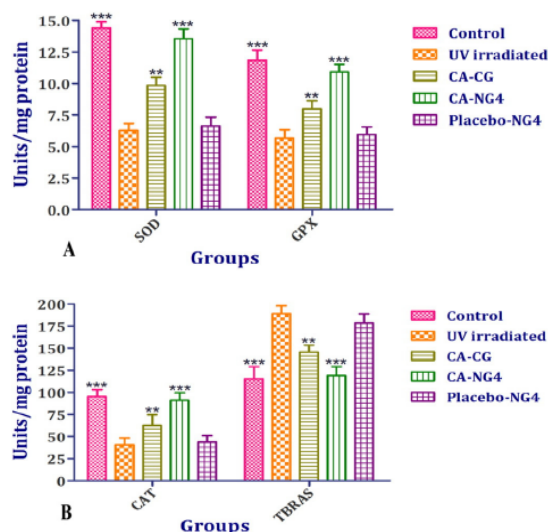 15.0
12.5
10.0
7.5
5.0
2.5
0.0
Units/mg protein
***
**
***
***
**
***
SOD
GPX
Groups
A
Control
UV irradiated
CA-CG
CA-NG4
Placebo-NG4
200
175
150
125
100
75
50
25
0
Units/mg protein
***
**
***
***
**
***
CAT
TBRAS
Groups
B
Control
UV irradiated
CA-CG
CA-NG4
Placebo-NG4